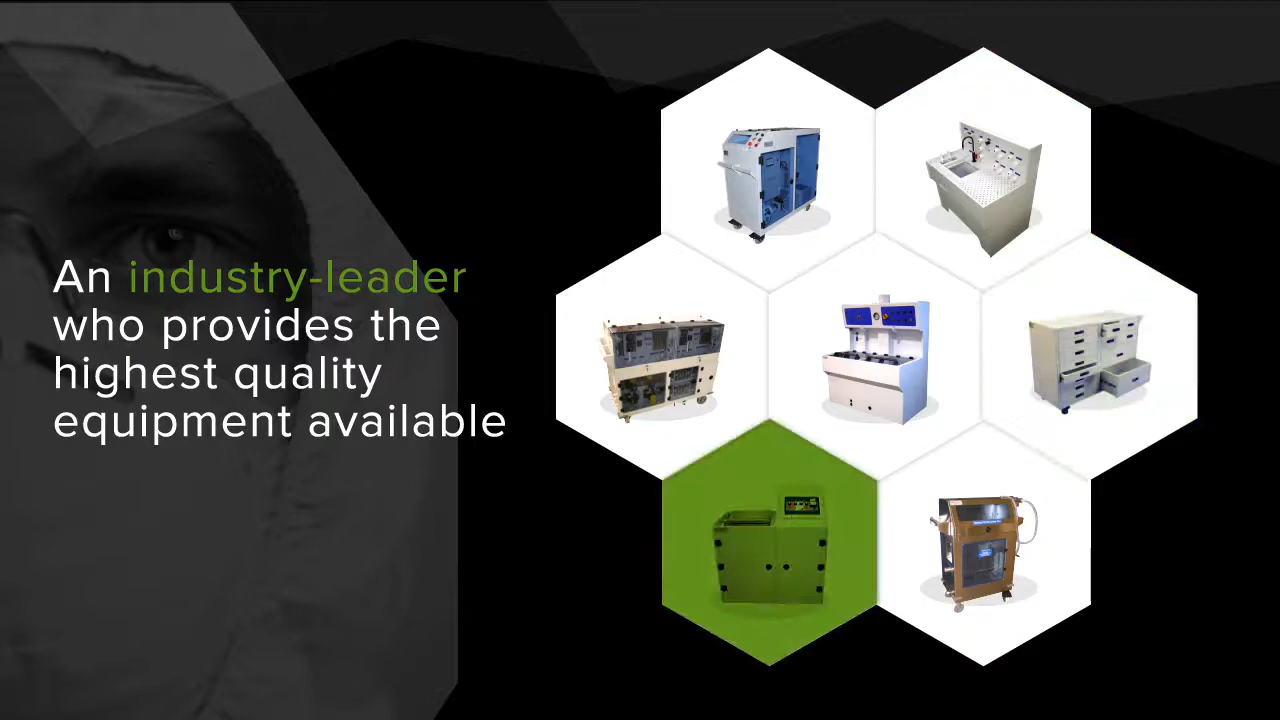 An industry-leader
who provides the
highest quality
equipment available